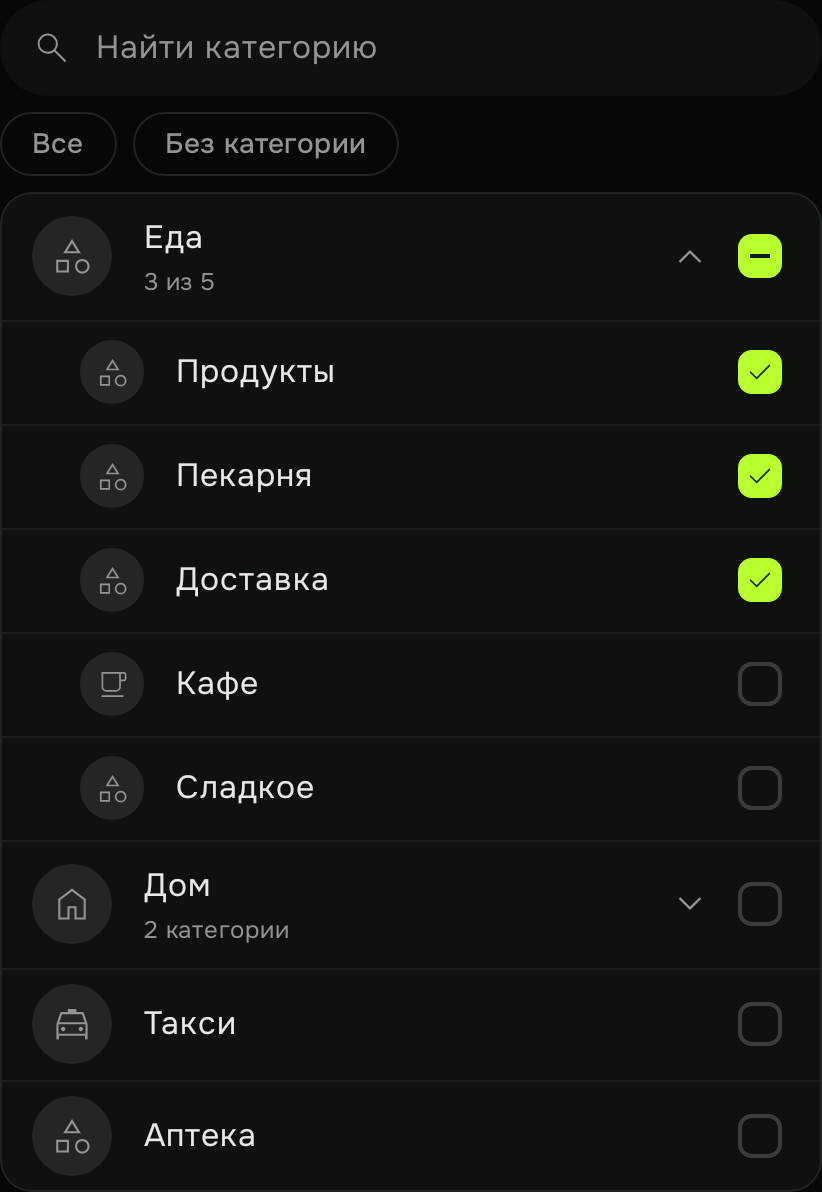 Найти категорию
Все
Без категории
Еда
3 из 5
Продукты
Пекарня
Доставка
Кафе
Сладкое
Дом
2 категории
Такси
Аптека